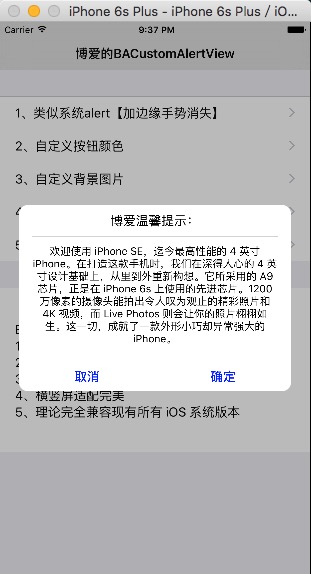 iPhone 6s Plus - iPhone 6s Plus / iO...
Carrier
9:37 PM
博爱的BACustomAlertView
1、类似系统alert【加边缘手势消失】
2、自定义按钮颜色
3、自定义背景图片
4
5
博爱温馨提示：
欢迎使用 iPhone SE，迄今最高性能的 4 英寸
iPhone。在打造这款手机时，我们在深得人心的 4 英
寸设计基础上，从里到外重新构想。它所采用的 A9
芯片，正是在 iPhone 6s 上使用的先进芯片。1200
万像素的摄像头能拍出令人叹为观止的精彩照片和
4K 视频，而 Live Photos 则会让你的照片栩栩如
生。这一切，成就了一款外形小巧却异常强大的
iPhone。
取消
确定
1
2
3
4、横竖屏适配完美
5、理论完全兼容现有所有 iOS 系统版本